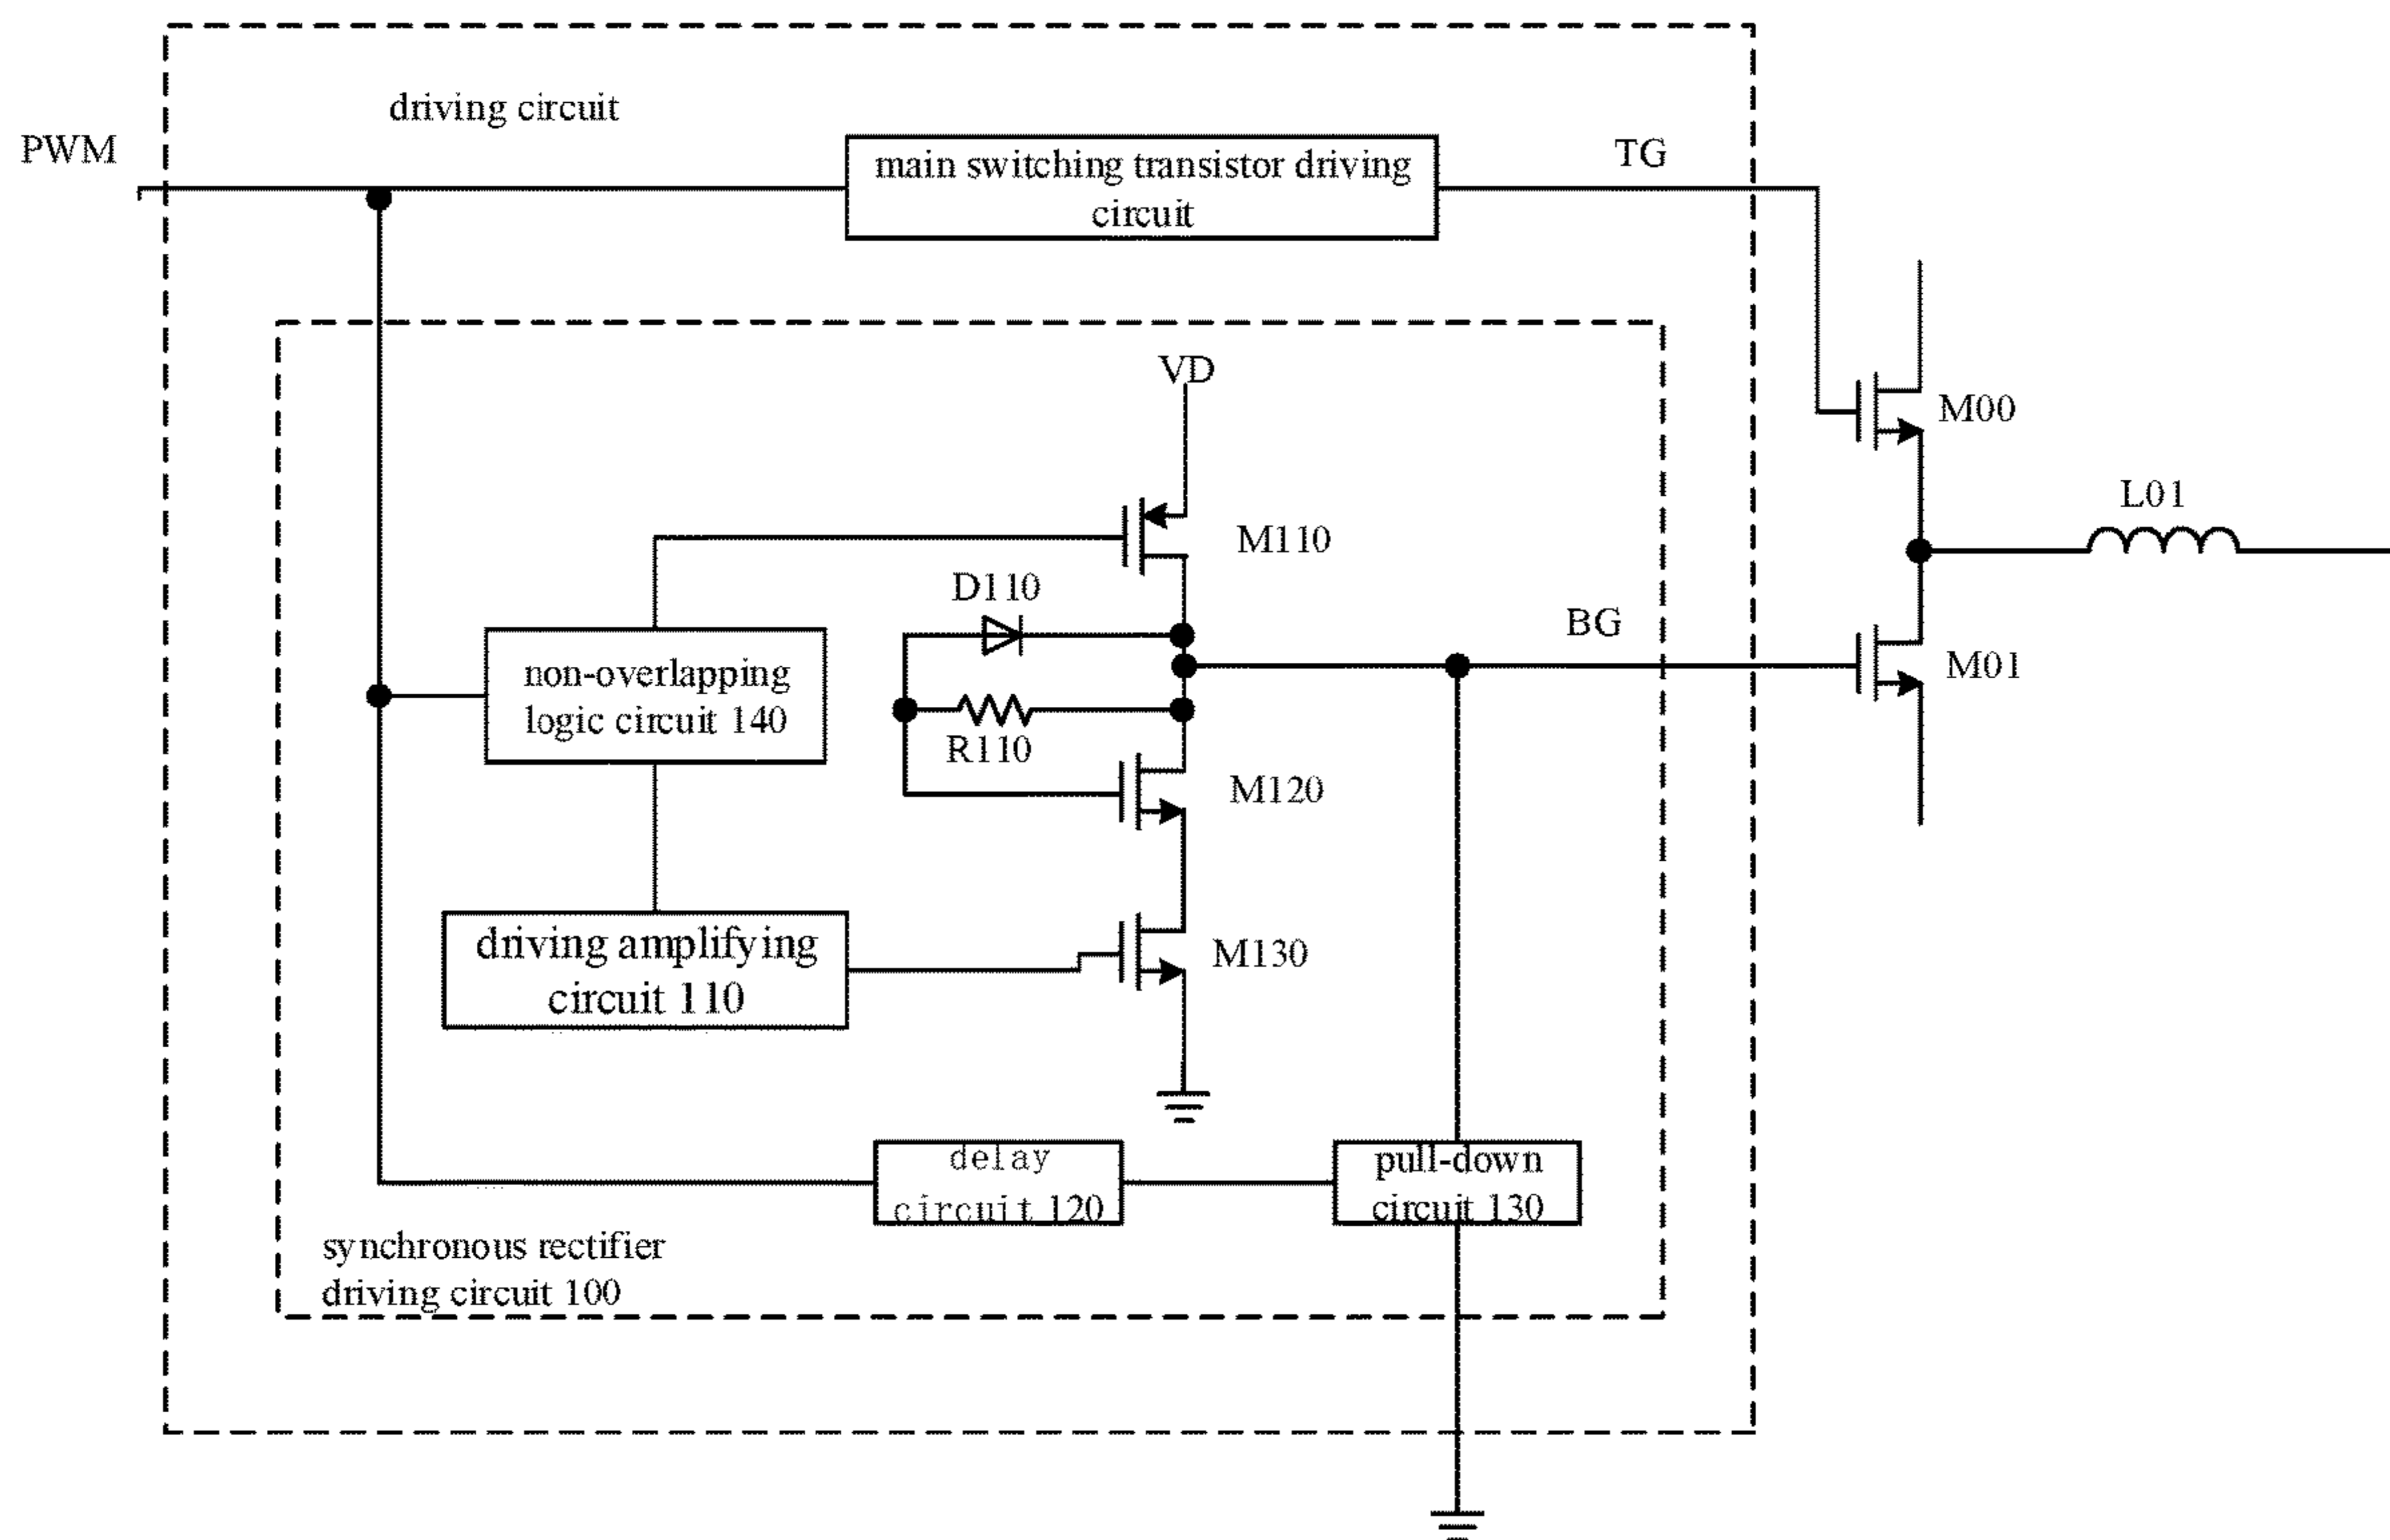 driving circuit
PWM
main switching transistor driving
circuit
TG
VD
M00
M110
L01
D110
BG
non-overlapping
logic circuit 140
M01
R110
M120
driving amplifying
circuit 110
M130
delay
circuit 120
pull-down
circuit 130
synchronous rectifier
driving circuit 100